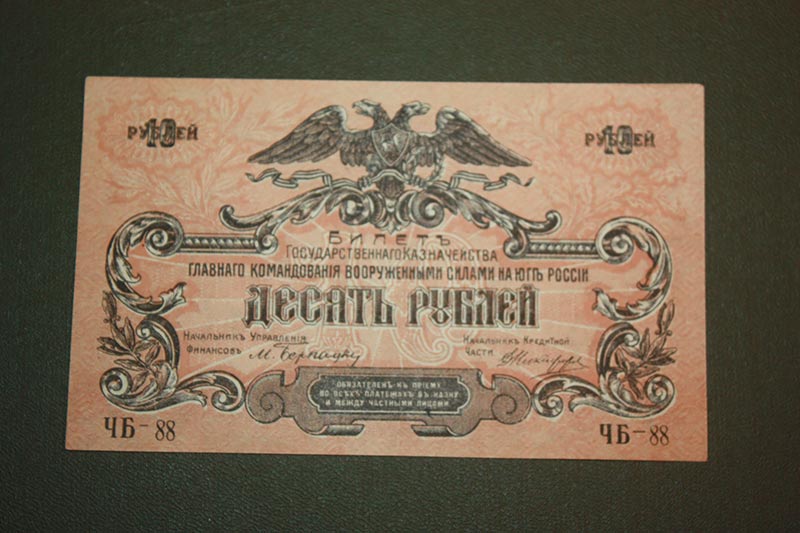 10 РУБЛЕЙ
10 РУБЛЕЙ
БИЛЕТЪ
ГОСУДАРСТВЕННАГО КАЗНАЧЕЙСТВА
ГЛАВНАГО КОМАНДОВАНІЯ ВООРУЖЕННЫМИ СИЛАМИ НА ЮГѢ РОССІИ
ДЕСЯТЬ РУБЛЕЙ
НАЧАЛЬНИКЪ УПРАВЛЕНІЯ
ФИНАНСОВЪ
НАЧАЛЬНИКЪ КРЕДИТНОЙ
ЧАСТИ
ОБЯЗАТЕЛЕНЪ КЪ ПРІЕМУ
ВО ВСѢХЪ ПЛАТЕЖАХЪ ВЪ КАЗНУ
И МЕЖДУ ЧАСТНЫМИ ЛИЦАМИ
ЧБ-88
ЧБ-88